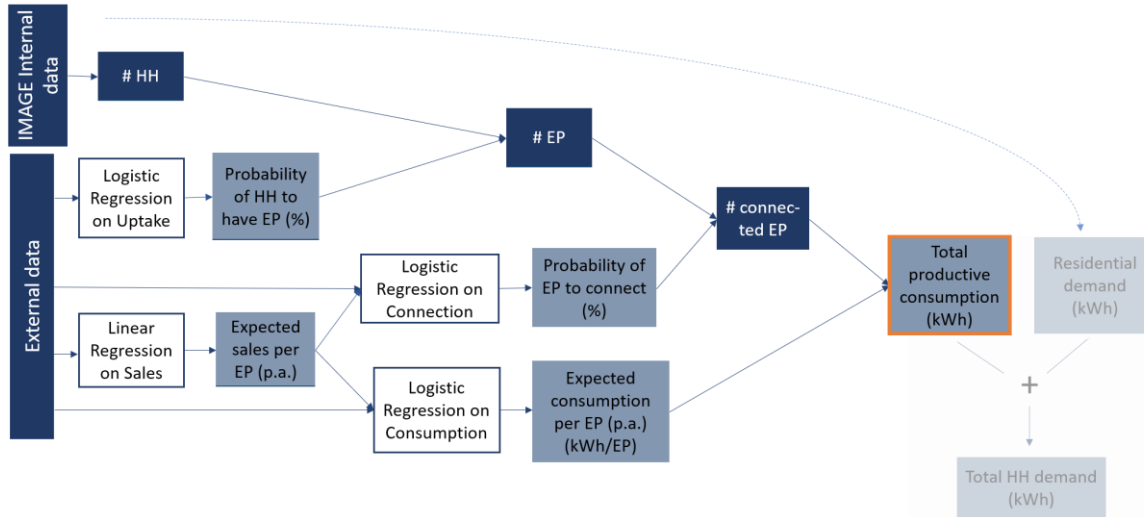 IMAGE Internal
data
# HH
# EP
Logistic
Regression
on Uptake
Probability
of HH to
have EP (%)
# connec-
ted EP
External data
Logistic
Regression on
Connection
Probability of
EP to connect
(%)
Total
productive
consumption
(kWh)
Residential
demand
(kWh)
Linear
Regression
on Sales
Expected
sales per
EP (p.a.)
Logistic
Regression on
Consumption
Expected
consumption
per EP (p.a.)
(kWh/EP)
+
Total HH demand
(kWh)